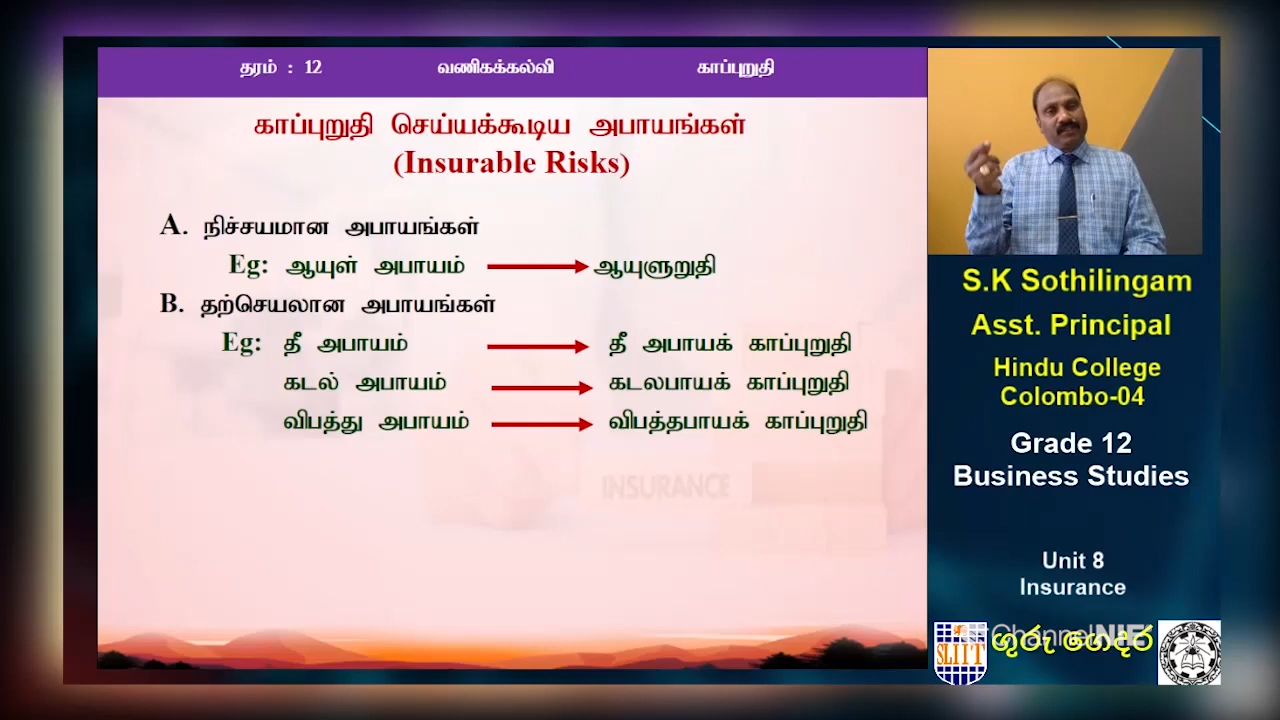 தரம் : 12 வணிகக்கல்வி காப்புறுதி
காப்புறுதி செய்யக்கூடிய அபாயங்கள்
(Insurable Risks)
A. நிச்சயமான அபாயங்கள்
Eg: ஆயுள் அபாயம் ஆயுளுறுதி
B. தற்செயலான அபாயங்கள்
Eg: தீ அபாயம் தீ அபாயக் காப்புறுதி
கடல் அபாயம் கடலபாயக் காப்புறுதி
விபத்து அபாயம் விபத்தபாயக் காப்புறுதி
INSURANCE
S.K Sothilingam
Asst. Principal
Hindu College
Colombo-04
Grade 12
Business Studies
Unit 8
Insurance
Channel NIE
SLIIT
ගුරු ගෙදර